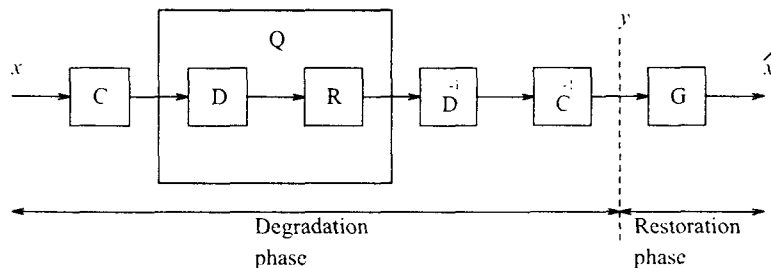 Q
y
x
x̂
C
D
R
D⁻¹
C⁻¹
G
Degradation
phase
Restoration
phase